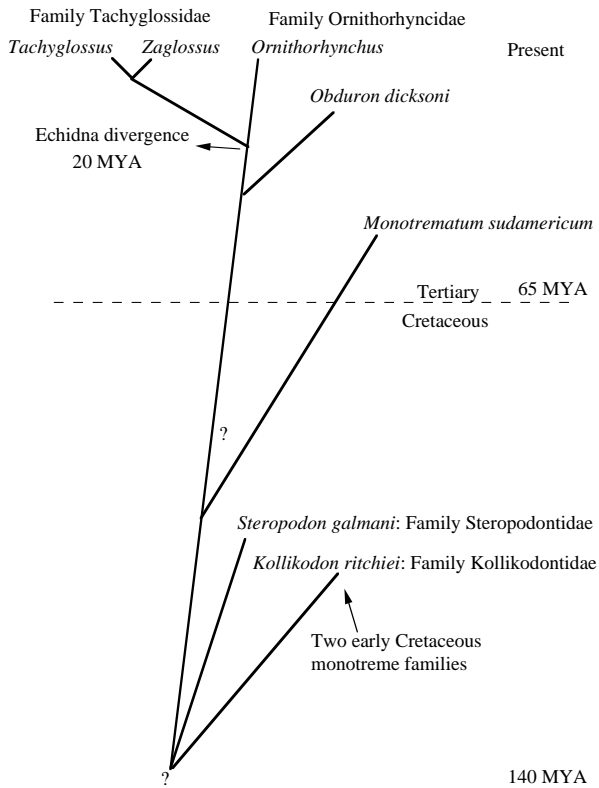 Family Tachyglossidae
Family Ornithorhyncidae
Tachyglossus
Zaglossus
Ornithorhynchus
Present
Obduron dicksoni
Echidna divergence
20 MYA
Monotrematum sudamericum
Tertiary
65 MYA
Cretaceous
?
Steropodon galmani: Family Steropodontidae
Kollikodon ritchiei: Family Kollikodontidae
Two early Cretaceous
monotreme families
?
140 MYA